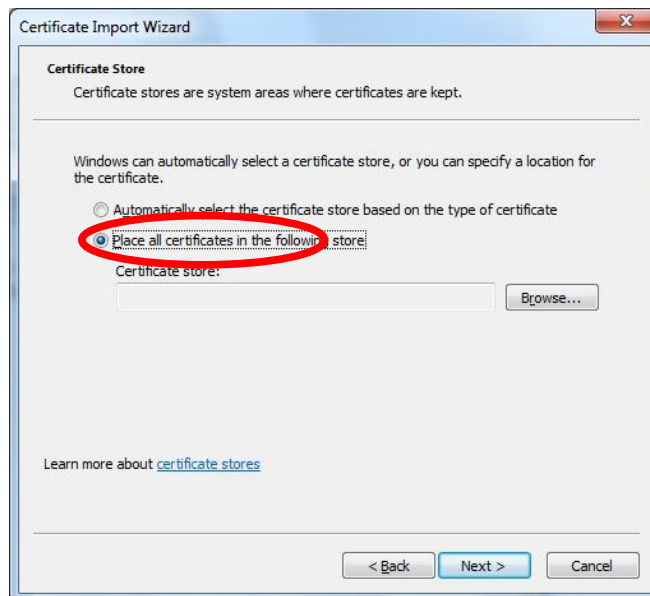 Certificate Import Wizard
Certificate Store
Certificate stores are system areas where certificates are kept.
Windows can automatically select a certificate store, or you can specify a location for
the certificate.
Automatically select the certificate store based on the type of certificate
Place all certificates in the following store
Certificate store:
Browse...
Learn more about certificate stores
< Back
Next >
Cancel